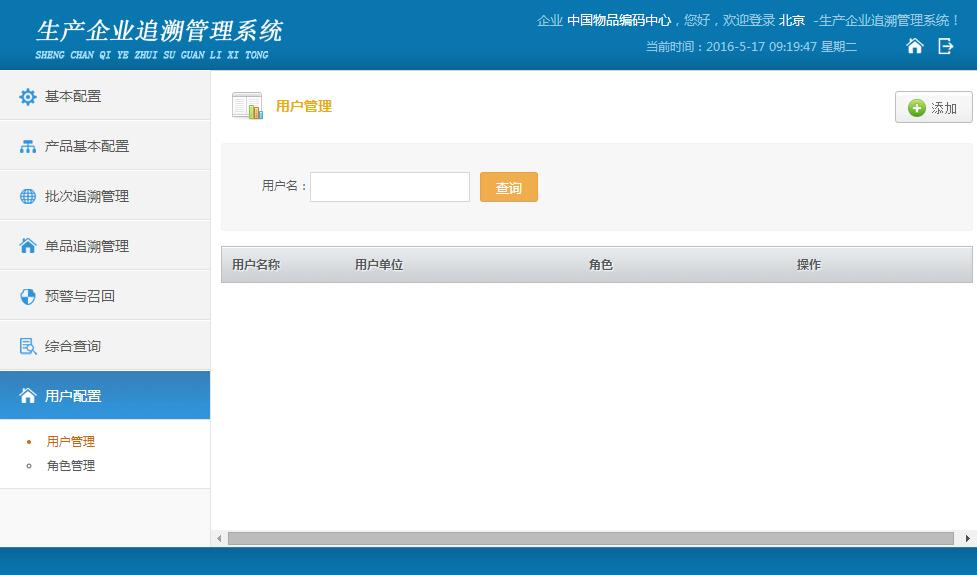 生产企业追溯管理系统
SHENG CHAN QI YE ZHUI SU GUAN LI XI TONG
企业 中国物品编码中心，您好，欢迎登录 北京 -生产企业追溯管理系统！
当前时间：2016-5-17 09:19:47 星期二
基本配置
产品基本配置
批次追溯管理
单品追溯管理
预警与召回
综合查询
用户配置
用户管理
角色管理
用户管理
添加
用户名： 查询
用户名称 用户单位 角色 操作